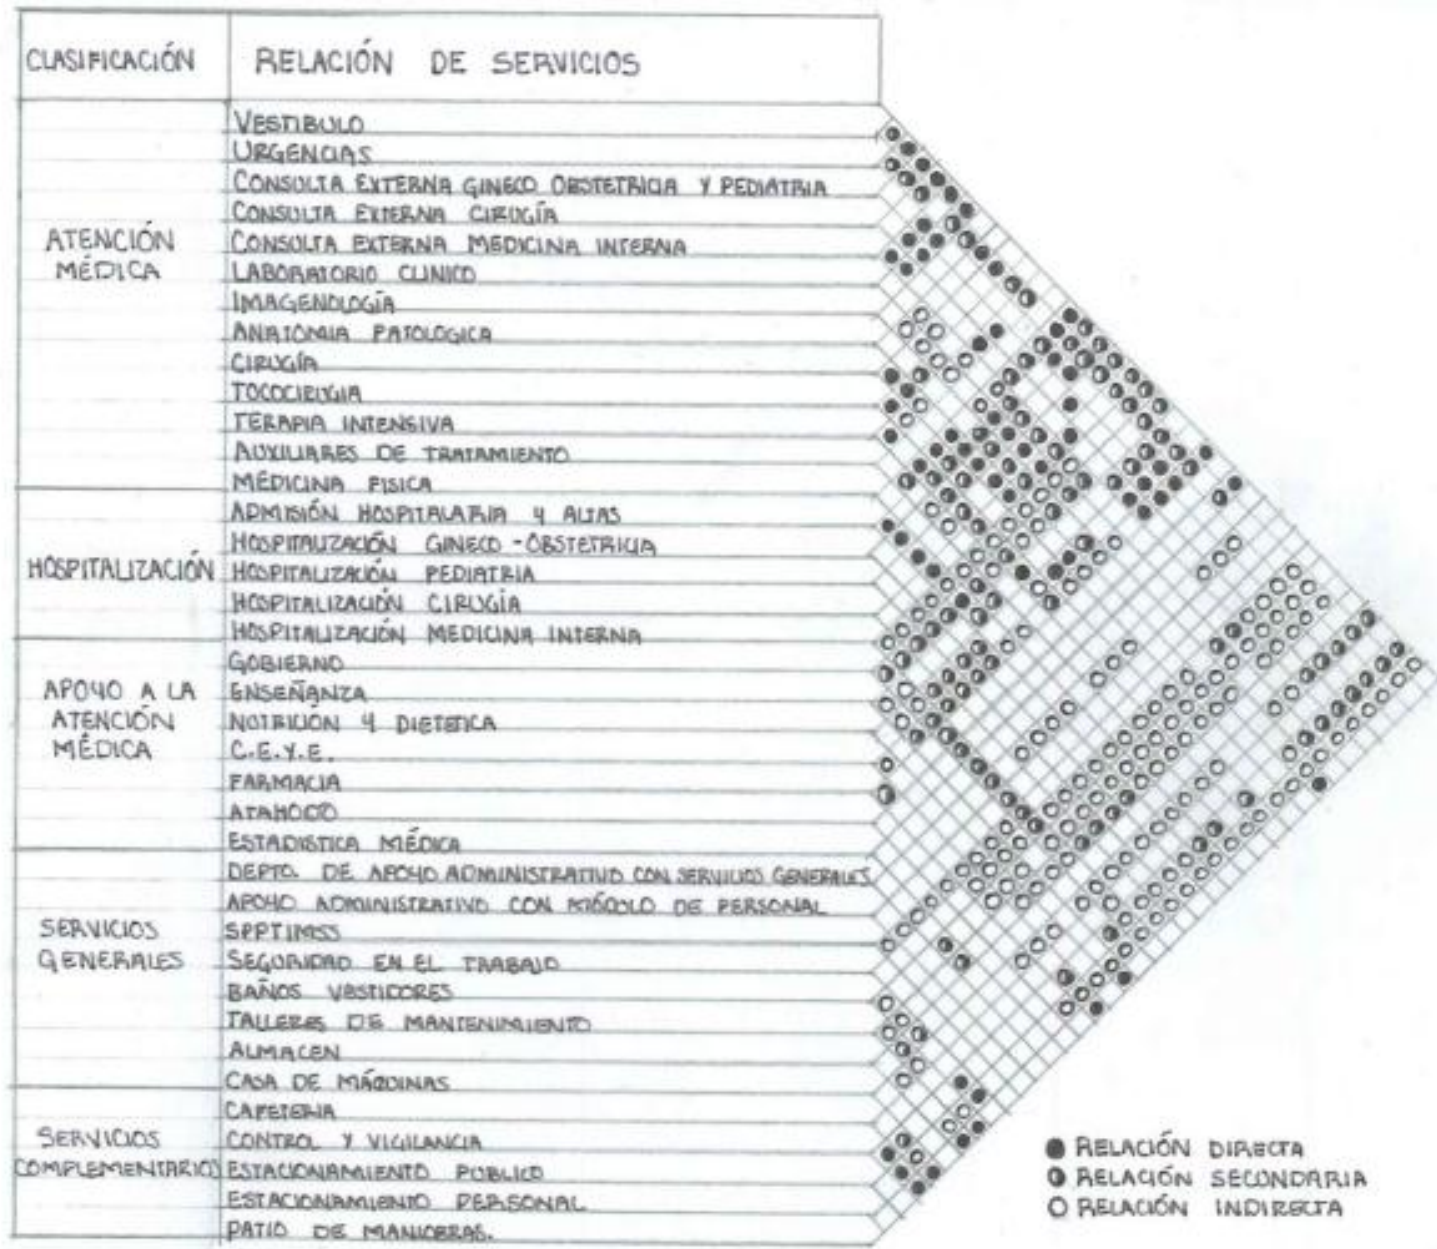 CLASIFICACIÓN
RELACIÓN DE SERVICIOS
ATENCIÓN MÉDICA
VESTIBULO
URGENCIAS
CONSULTA EXTERNA GINECO OBSTETRICIA Y PEDIATRIA
CONSULTA EXTERNA CIRUGÍA
CONSULTA EXTERNA MEDICINA INTERNA
LABORATORIO CLINICO
IMAGENOLOGÍA
ANATOMIA PATOLOGICA
CIRUGÍA
TOCOCIRUGIA
TERAPIA INTENSIVA
AUXILIARES DE TRATAMIENTO
MEDICINA FISICA
HOSPITALIZACIÓN
ADMISIÓN HOSPITALARIA Y ALTAS
HOSPITALIZACIÓN GINECO-OBSTETRICIA
HOSPITALIZACIÓN PEDIATRIA
HOSPITALIZACIÓN CIRUGÍA
HOSPITALIZACIÓN MEDICINA INTERNA
APOYO A LA ATENCIÓN MÉDICA
GOBIERNO
ENSEÑANZA
NUTRICIÓN Y DIETETICA
C.E.Y.E.
FARMACIA
ESTADISTICA MÉDICA
SERVICIOS GENERALES
DEPTO. DE APOYO ADMINISTRATIVO CON SERVICIOS GENERALES
APOYO ADMINISTRATIVO CON MÓDULO DE PERSONAL
SPPTIMSS
SEGURIDAD EN EL TRABAJO
BAÑOS VESTIDORES
TALLERES DE MANTENIMIENTO
ALMACEN
CASA DE MÁQUINAS
SERVICIOS COMPLEMENTARIOS
CAFETERIA
CONTROL Y VIGILANCIA
ESTACIONAMIENTO PUBLICO
ESTACIONAMIENTO PERSONAL
PATIO DE MANIOBRAS.
RELACIÓN DIRECTA
RELACIÓN SECUNDARIA
RELACIÓN INDIRECTA